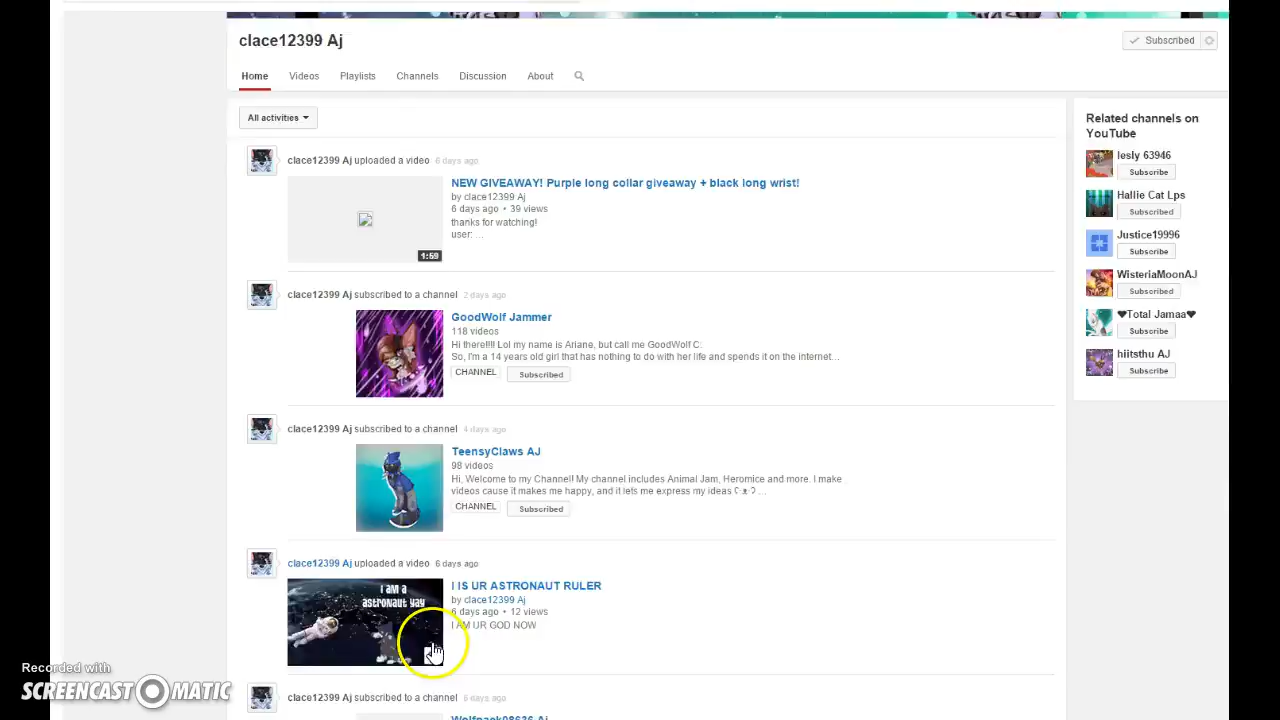 clace12399 Aj
Subscribed
Home Videos Playlists Channels Discussion About
All activities
clace12399 Aj uploaded a video 6 days ago
NEW GIVEAWAY! Purple long collar giveaway + black long wrist!
by clace12399 Aj
6 days ago • 39 views
thanks for watching!
user: ...
1:59
clace12399 Aj subscribed to a channel 2 days ago
GoodWolf Jammer
118 videos
Hi there!!!! Lol my name is Ariane, but call me GoodWolf C:
So, I'm a 14 years old girl that has nothing to do with her life and spends it on the internet...
CHANNEL Subscribed
clace12399 Aj subscribed to a channel 4 days ago
TeensyClaws AJ
98 videos
Hi, Welcome to my Channel! My channel includes Animal Jam, Heromice and more. I make
videos cause it makes me happy, and it lets me express my ideas ʕ·ᴥ·ʔ ...
CHANNEL Subscribed
clace12399 Aj uploaded a video 6 days ago
I AM A
ASTRONAUT YAY
I IS UR ASTRONAUT RULER
by clace12399 Aj
6 days ago • 12 views
I AM UR GOD NOW
clace12399 Aj subscribed to a channel 6 days ago
Wolfpack08636 Aj
Related channels on
YouTube
lesly 63946
Subscribe
Hallie Cat Lps
Subscribed
Justice19996
Subscribe
WisteriaMoonAJ
Subscribed
❤Total Jamaa❤
Subscribe
hiitsthu AJ
Subscribe
Recorded with
SCREENCAST-O-MATIC